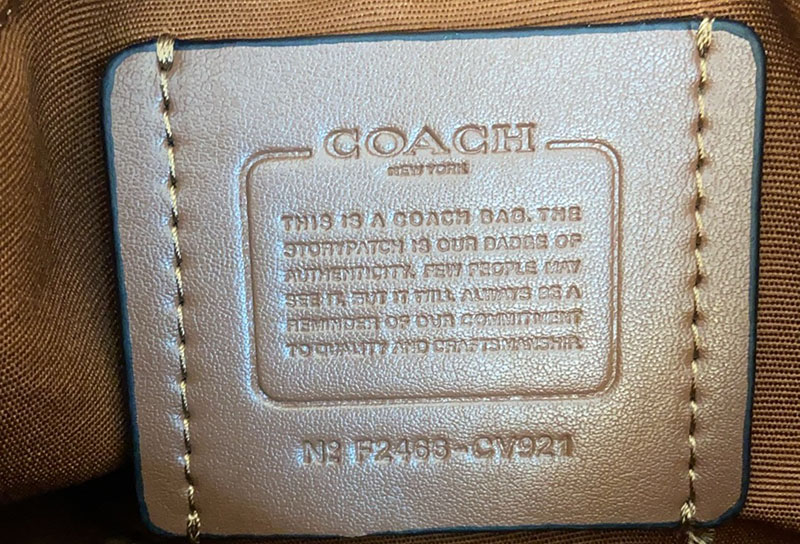 COACH
NEW YORK
THIS IS A COACH BAG. THE
STORYPATCH IS OUR BADGE OF
AUTHENTICITY. FEW PEOPLE MAY
SEE IT, BUT IT WILL ALWAYS BE A
REMINDER OF OUR COMMITMENT
TO QUALITY AND CRAFTSMANSHIP.
Nº F2466-CV921